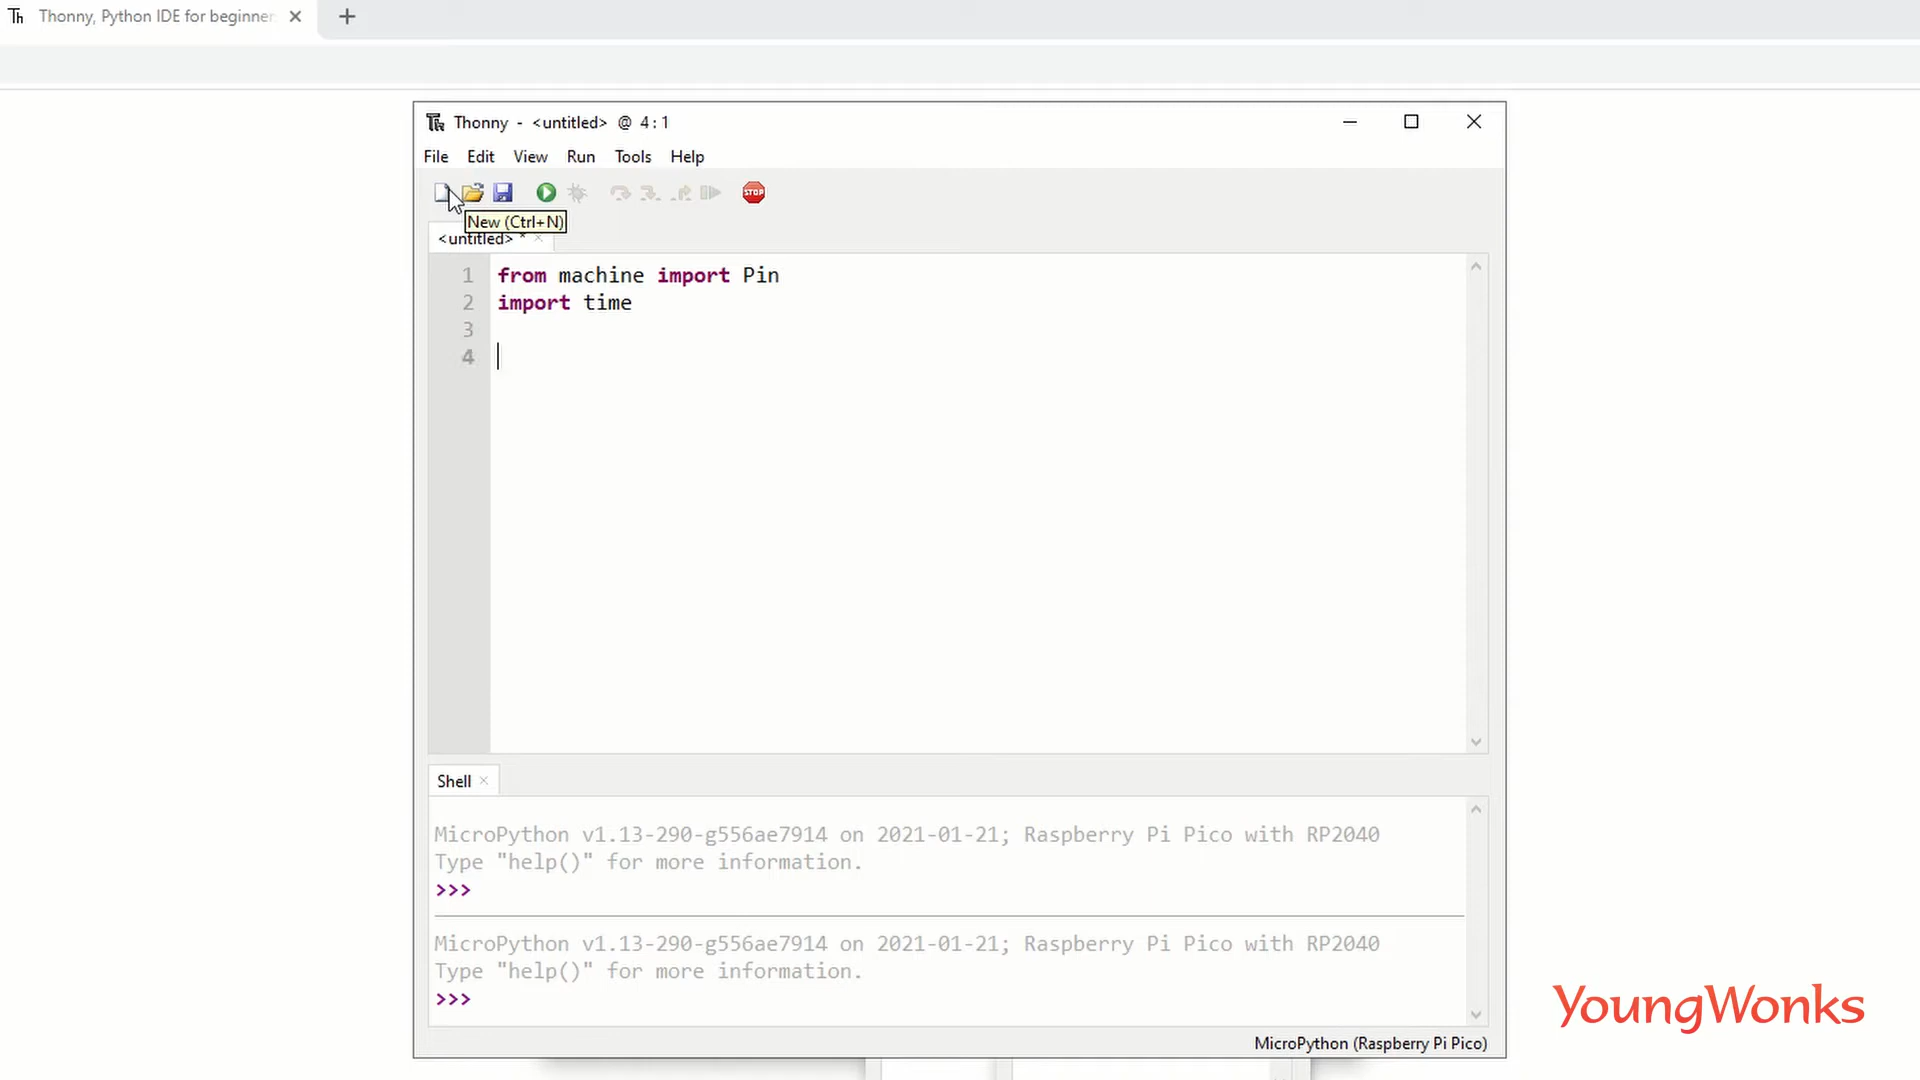 Thonny, Python IDE for beginner
Thonny - <untitled> @ 4 : 1
File Edit View Run Tools Help
STOP
New (Ctrl+N)
<untitled> *
1 from machine import Pin
2 import time
3
4
Shell
MicroPython v1.13-290-g556ae7914 on 2021-01-21; Raspberry Pi Pico with RP2040
Type "help()" for more information.
>>>
MicroPython v1.13-290-g556ae7914 on 2021-01-21; Raspberry Pi Pico with RP2040
Type "help()" for more information.
>>>
YoungWonks
MicroPython (Raspberry Pi Pico)